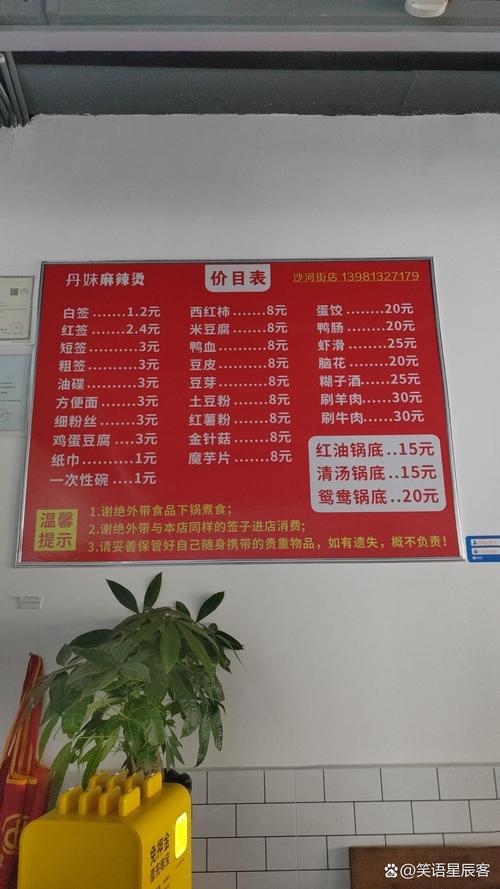 丹妹麻辣烫 价目表 沙河街店 13981327179
白签.......1.2元
红签.......2.4元
短签..........3元
粗签..........3元
油碟..........3元
方便面.......3元
细粉丝.......3元
鸡蛋豆腐...3元
纸巾..........1元
一次性碗....1元
西红柿.......8元
米豆腐.......8元
鸭血..........8元
豆皮..........8元
豆芽..........8元
土豆粉.......8元
红薯粉.......8元
金针菇.......8元
魔芋片.......8元
蛋饺.........20元
鸭肠.........20元
虾滑.........25元
脑花.........20元
糊子酒.....25元
刷羊肉.....30元
刷牛肉.....30元
红油锅底..15元
清汤锅底..15元
鸳鸯锅底..20元
温馨
提示
1.谢绝外带食品下锅煮食;
2.谢绝外带与本店同样的签子进店消费;
3.请妥善保管好自己随身携带的贵重物品，如有遗失，概不负责!
免押金
笑语星辰客